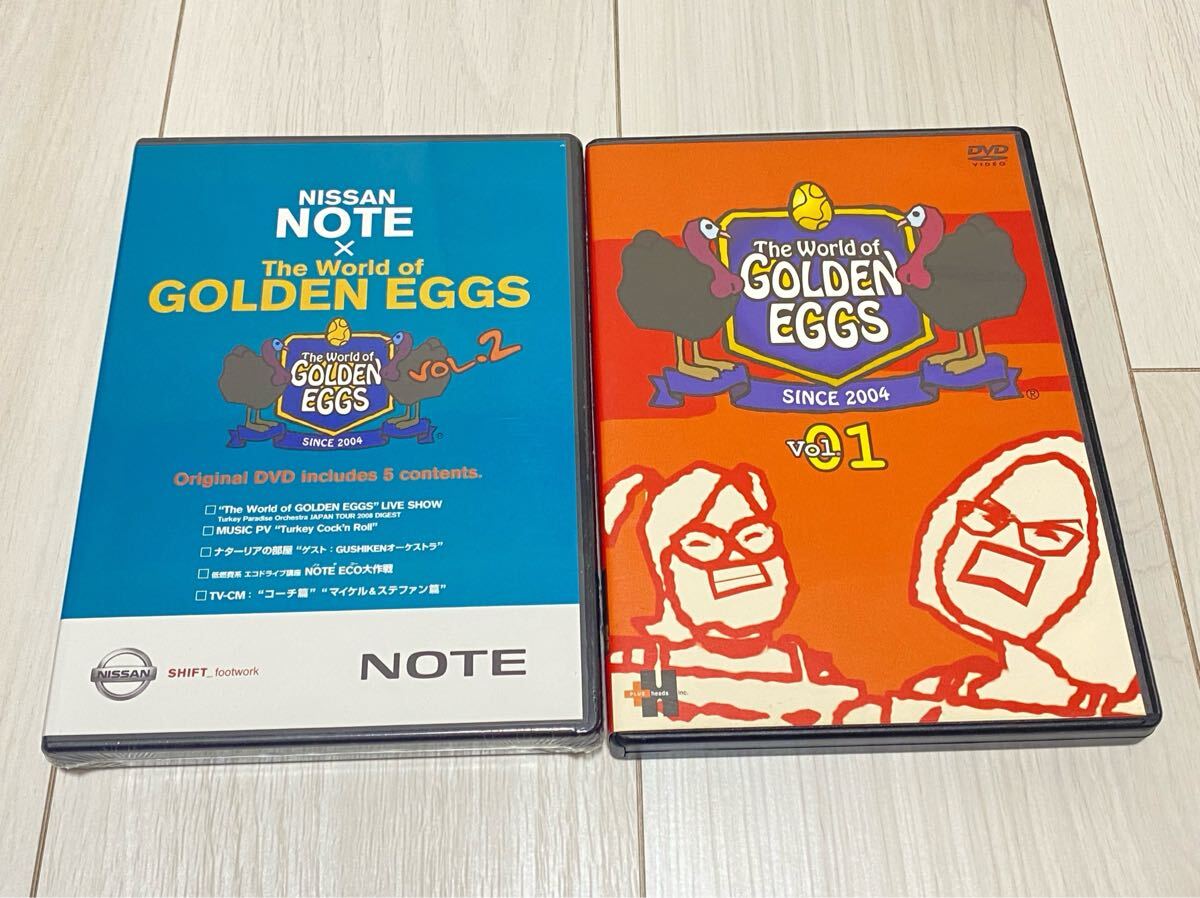 NISSAN
NOTE
×
The World of
GOLDEN EGGS
The World of
GOLDEN
EGGS
SINCE 2004
VOL.2
Original DVD includes 5 contents.
□ "The World of GOLDEN EGGS" LIVE SHOW
Turkey Paradise Orchestra JAPAN TOUR 2008 DIGEST
□ MUSIC PV "Turkey Cock'n Roll"
□ ナターリアの部屋 "ゲスト：GUSHIKENオーケストラ"
□ 低燃費系 エコドライブ講座 NOTE ECO大作戦
□ TV-CM： "コーチ篇" "マイケル＆ステファン篇"
NISSAN
SHIFT_footwork
NOTE
DVD
VIDEO
The World of
GOLDEN
EGGS
SINCE 2004
®
Vol.01
PLUS heads inc.